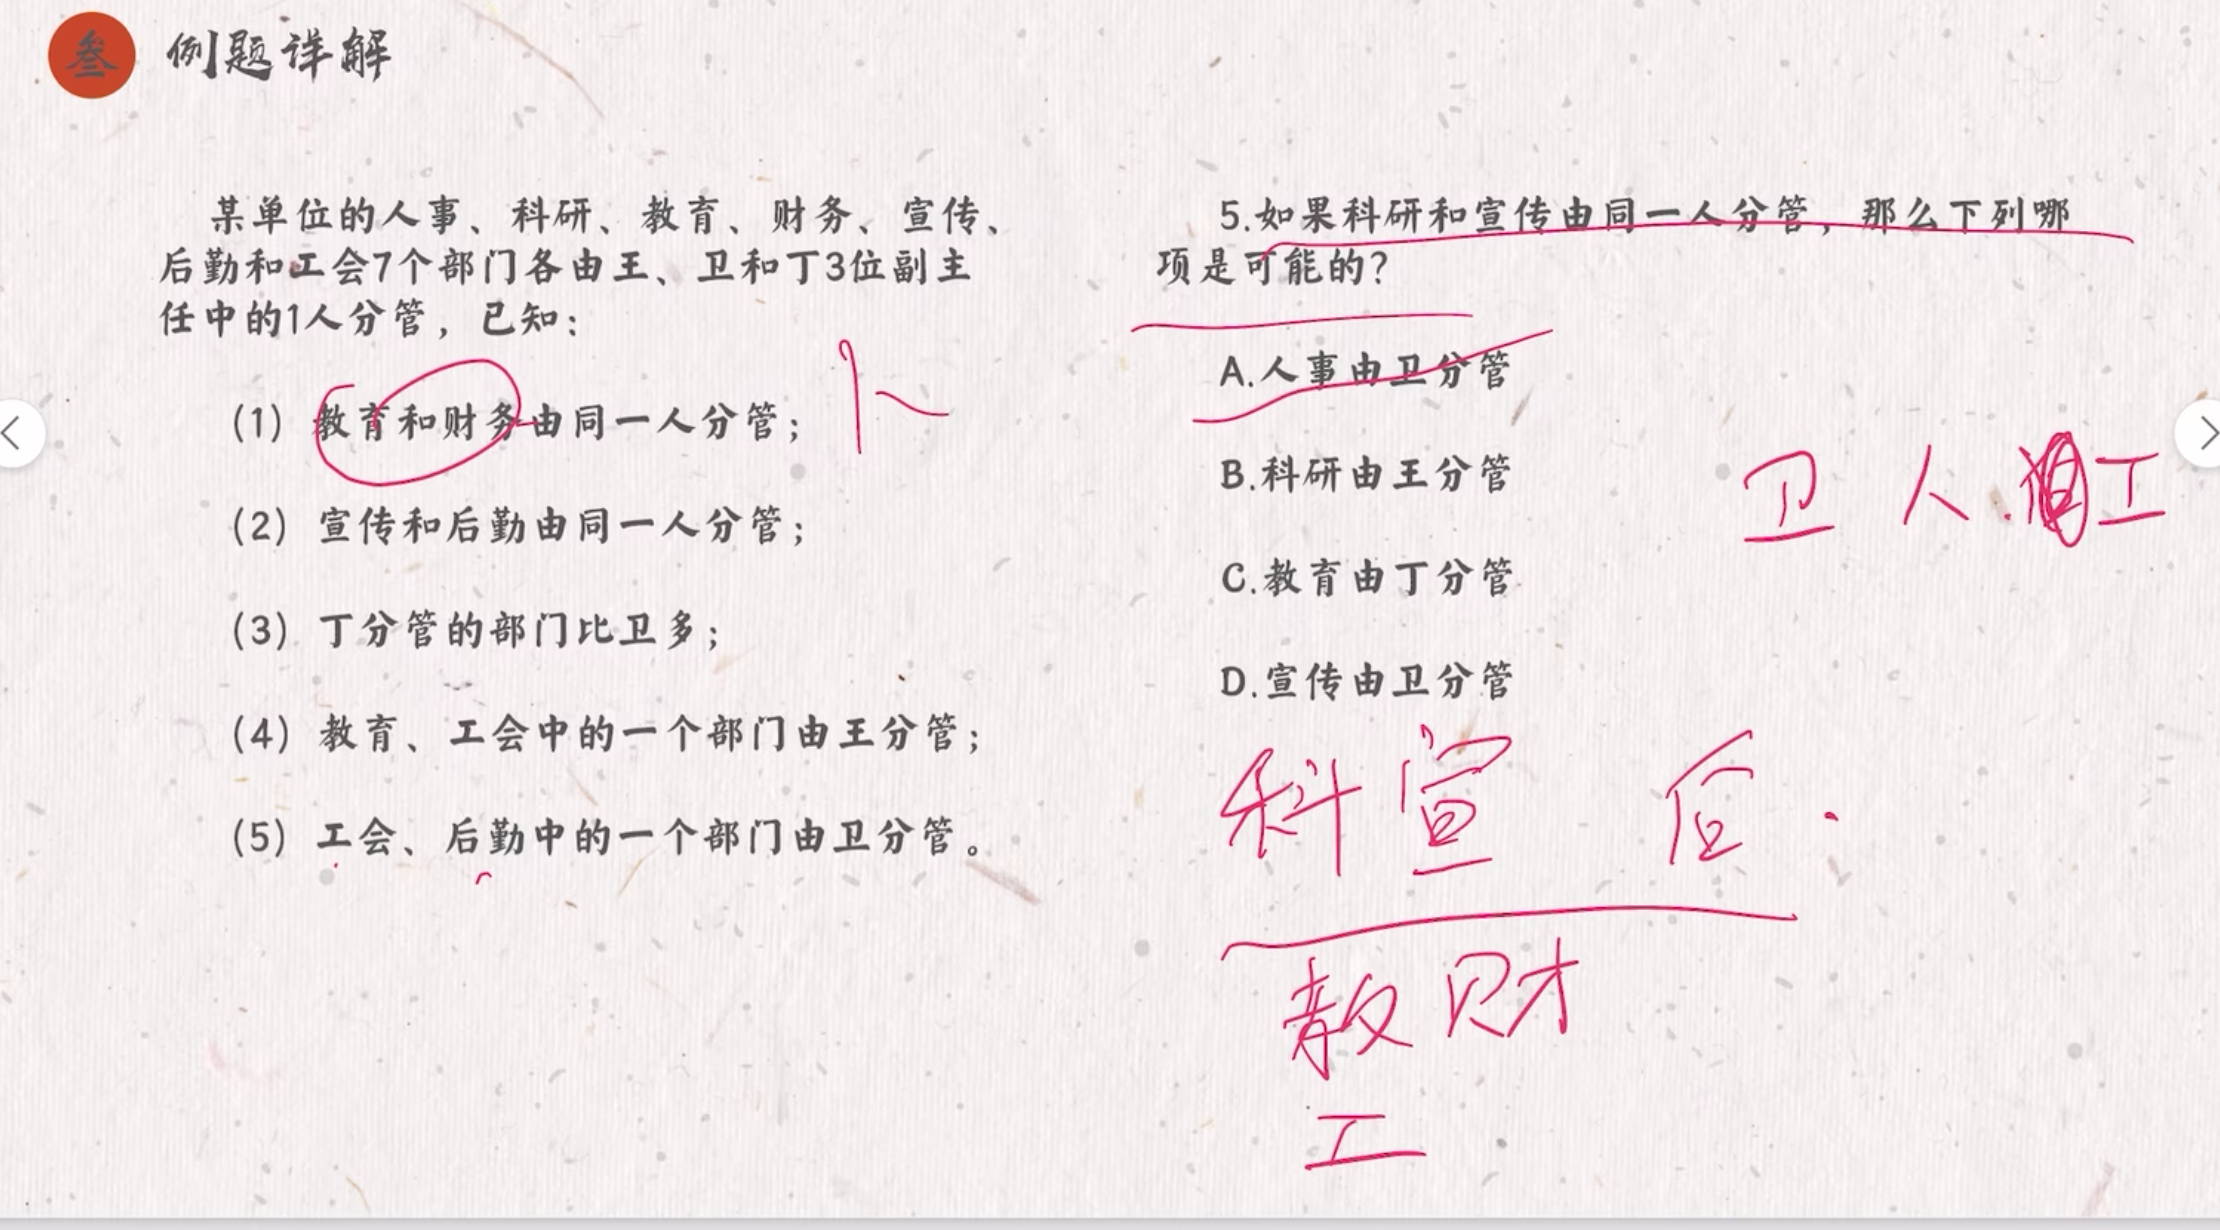 叁 例题详解
某单位的人事、科研、教育、财务、宣传、
后勤和工会7个部门各由王、卫和丁3位副主
任中的1人分管，已知：
(1) 教育和财务由同一人分管；
(2) 宣传和后勤由同一人分管；
(3) 丁分管的部门比卫多；
(4) 教育、工会中的一个部门由王分管；
(5) 工会、后勤中的一个部门由卫分管。
5.如果科研和宣传由同一人分管，那么下列哪
项是可能的？
A.人事由卫分管
B.科研由王分管
C.教育由丁分管
D.宣传由卫分管
卫 人 工
科 宣 后
教 财
工